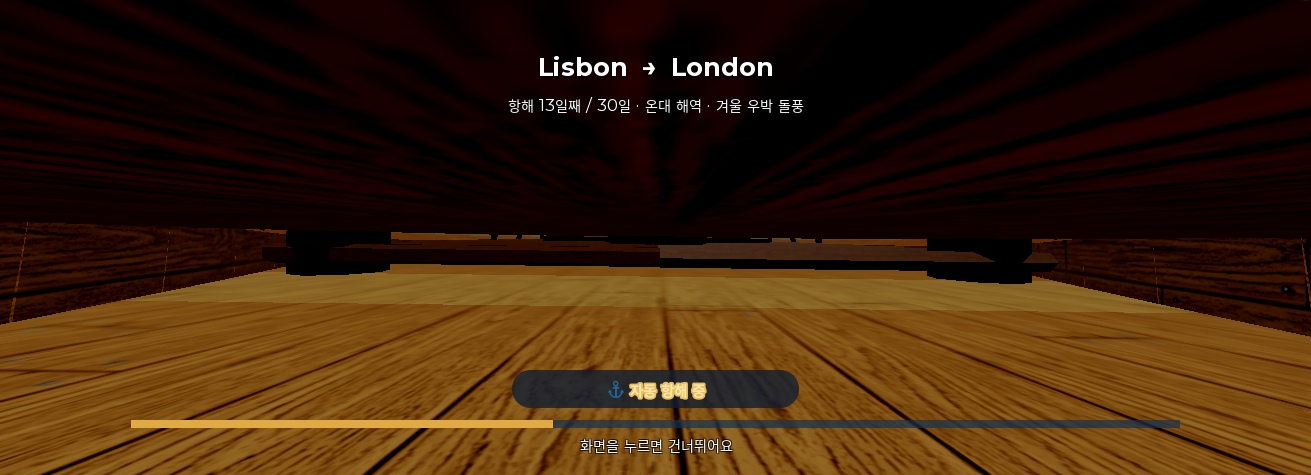 Lisbon → London
항해 13일째 / 30일 · 온대 해역 · 겨울 우박 돌풍
⚓ 자동 항해 중
화면을 누르면 건너뛰어요